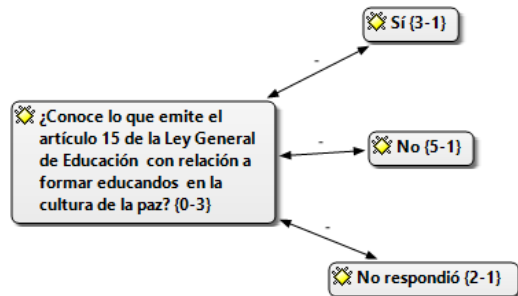 Sí {3-1}
¿Conoce lo que emite el
artículo 15 de la Ley General
de Educación con relación a
formar educandos en la
cultura de la paz? {0-3}
No {5-1}
No respondió {2-1}
-
-
-